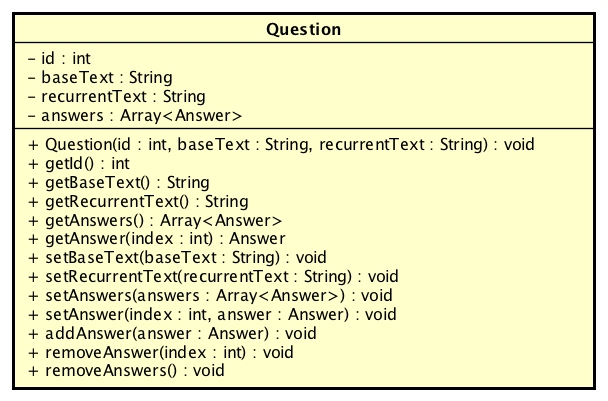 Question
- id : int
- baseText : String
- recurrentText : String
- answers : Array<Answer>
+ Question(id : int, baseText : String, recurrentText : String) : void
+ getId() : int
+ getBaseText() : String
+ getRecurrentText() : String
+ getAnswers() : Array<Answer>
+ getAnswer(index : int) : Answer
+ setBaseText(baseText : String) : void
+ setRecurrentText(recurrentText : String) : void
+ setAnswers(answers : Array<Answer>) : void
+ setAnswer(index : int, answer : Answer) : void
+ addAnswer(answer : Answer) : void
+ removeAnswer(index : int) : void
+ removeAnswers() : void